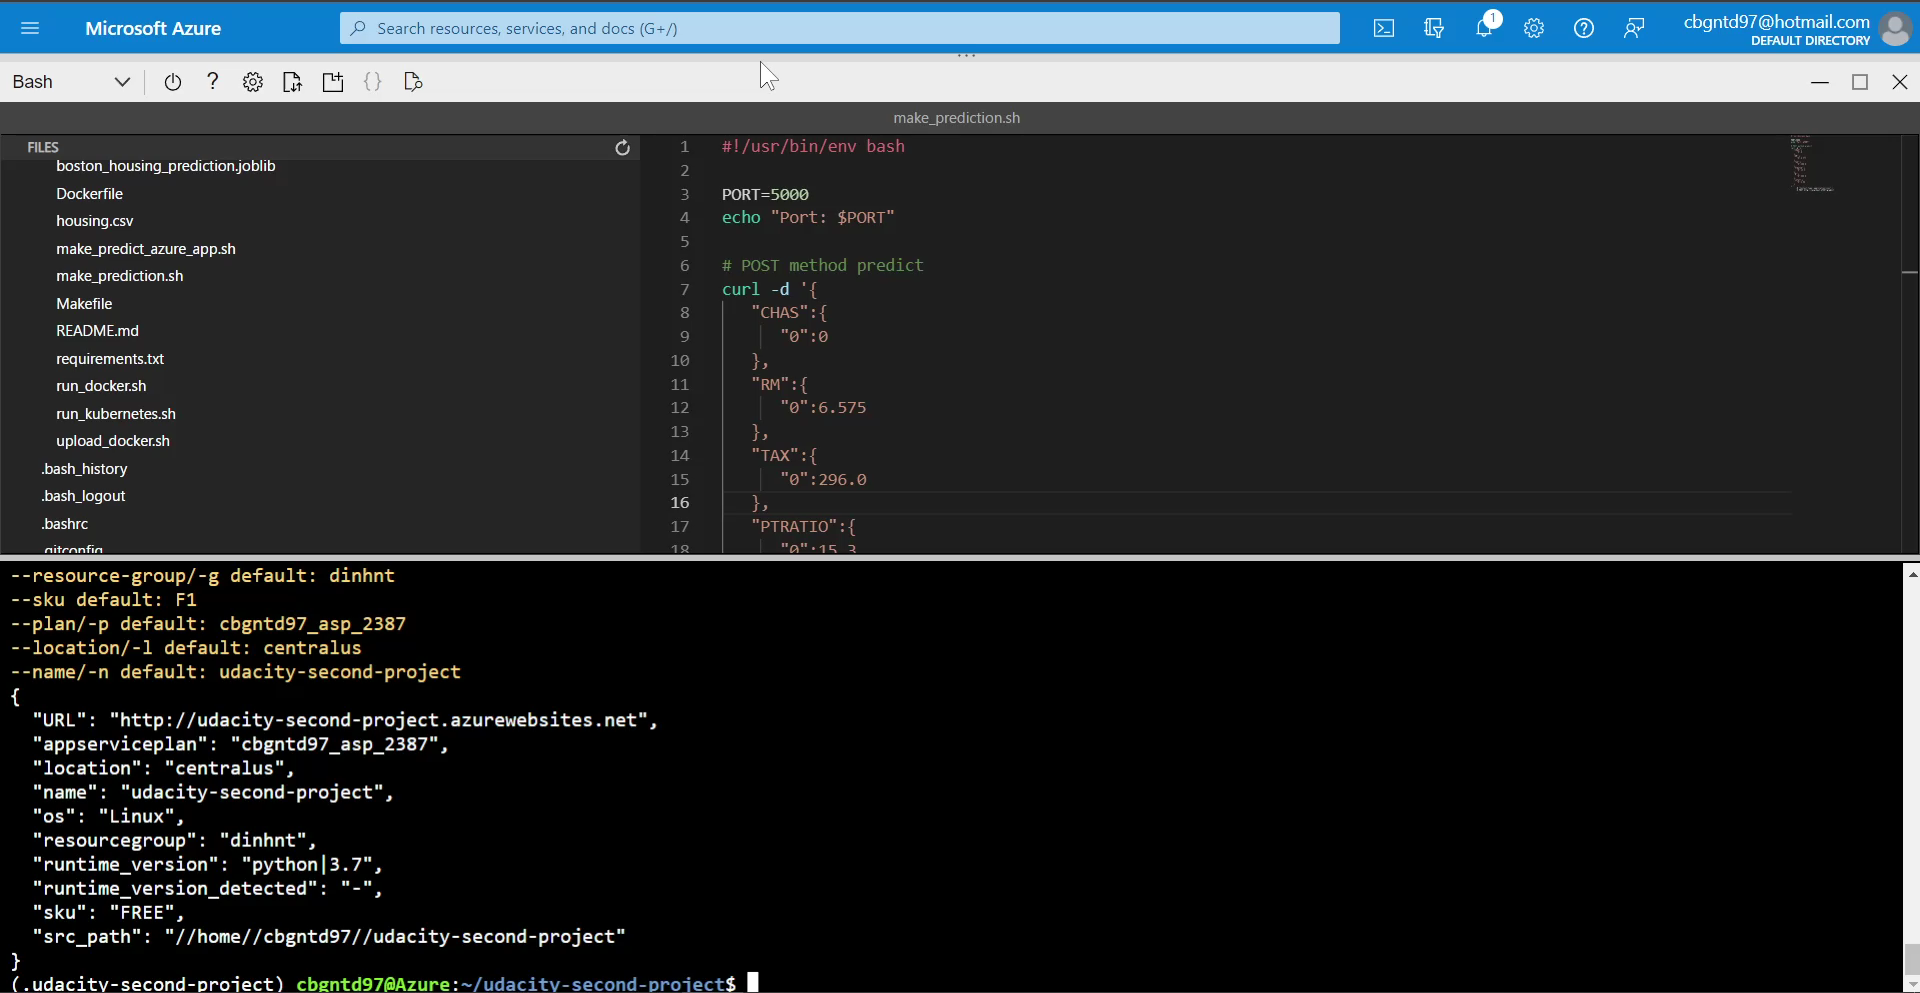 Microsoft Azure
Search resources, services, and docs (G+/)
1
cbgntd97@hotmail.com
DEFAULT DIRECTORY
Bash
make_prediction.sh
FILES
boston_housing_prediction.joblib
Dockerfile
housing.csv
make_predict_azure_app.sh
make_prediction.sh
Makefile
README.md
requirements.txt
run_docker.sh
run_kubernetes.sh
upload_docker.sh
.bash_history
.bash_logout
.bashrc
.gitconfig
1 #!/usr/bin/env bash
2
3 PORT=5000
4 echo "Port: $PORT"
5
6 # POST method predict
7 curl -d '{
8 "CHAS":{
9 "0":0
10 },
11 "RM":{
12 "0":6.575
13 },
14 "TAX":{
15 "0":296.0
16 },
17 "PTRATIO":{
18 "0":15.3
--resource-group/-g default: dinhnt
--sku default: F1
--plan/-p default: cbgntd97_asp_2387
--location/-l default: centralus
--name/-n default: udacity-second-project
{
"URL": "http://udacity-second-project.azurewebsites.net",
"appserviceplan": "cbgntd97_asp_2387",
"location": "centralus",
"name": "udacity-second-project",
"os": "Linux",
"resourcegroup": "dinhnt",
"runtime_version": "python|3.7",
"runtime_version_detected": "-",
"sku": "FREE",
"src_path": "//home//cbgntd97//udacity-second-project"
}
(.udacity-second-project) cbgntd97@Azure:~/udacity-second-project$